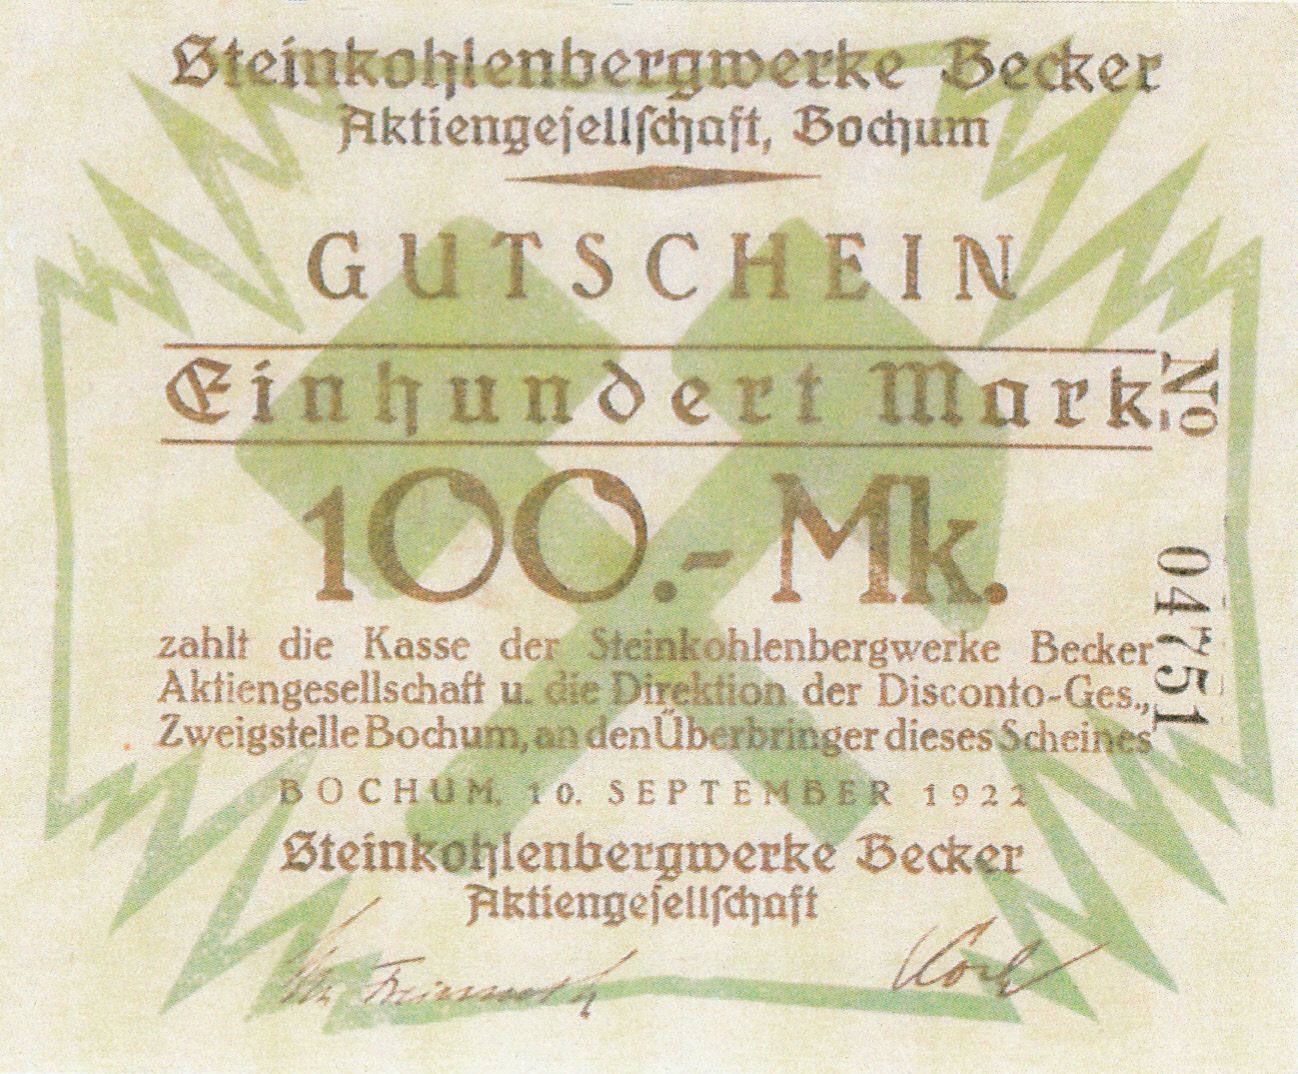 Steinkohlenbergwerke Becker
Aktiengeſellſchaft, Bochum
GUTSCHEIN
Einhundert Mark
100.- Mk.
zahlt die Kasse der Steinkohlenbergwerke Becker
Aktiengesellschaft u. die Direktion der Disconto-Ges.,
Zweigstelle Bochum, an den Überbringer dieses Scheines
BOCHUM, 10. SEPTEMBER 1922
Steinkohlenbergwerke Becker
Aktiengeſellſchaft
No 04751